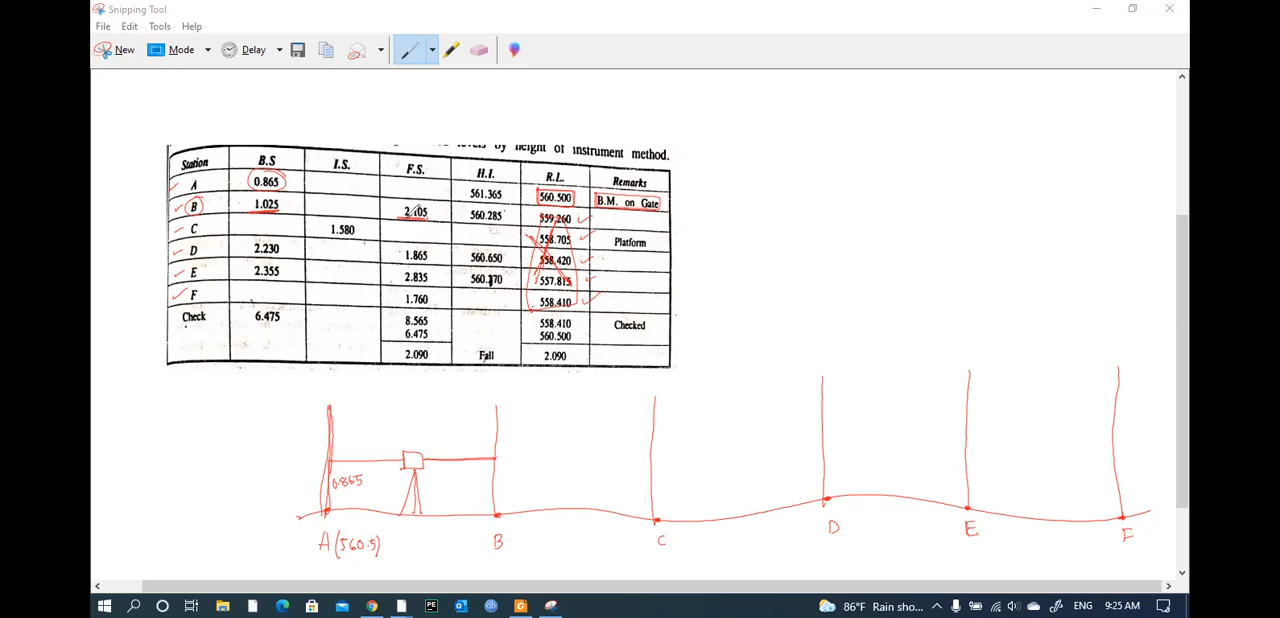 Snipping Tool
File Edit Tools Help
New Mode Delay
levels by height of instrument method.
Station B.S I.S. F.S. H.I. R.L. Remarks
A 0.865 561.365 560.500 B.M. on Gate
B 1.025 2.105 560.285 559.260
C 1.580 558.705 Platform
D 2.230 1.865 560.650 558.420
E 2.355 2.835 560.170 557.815
F 1.760 558.410
Check 6.475 8.565 558.410 Checked
6.475 560.500
2.090 Fall 2.090
0.865
A (560.5) B C D E F
86°F Rain sho... ENG 9:25 AM